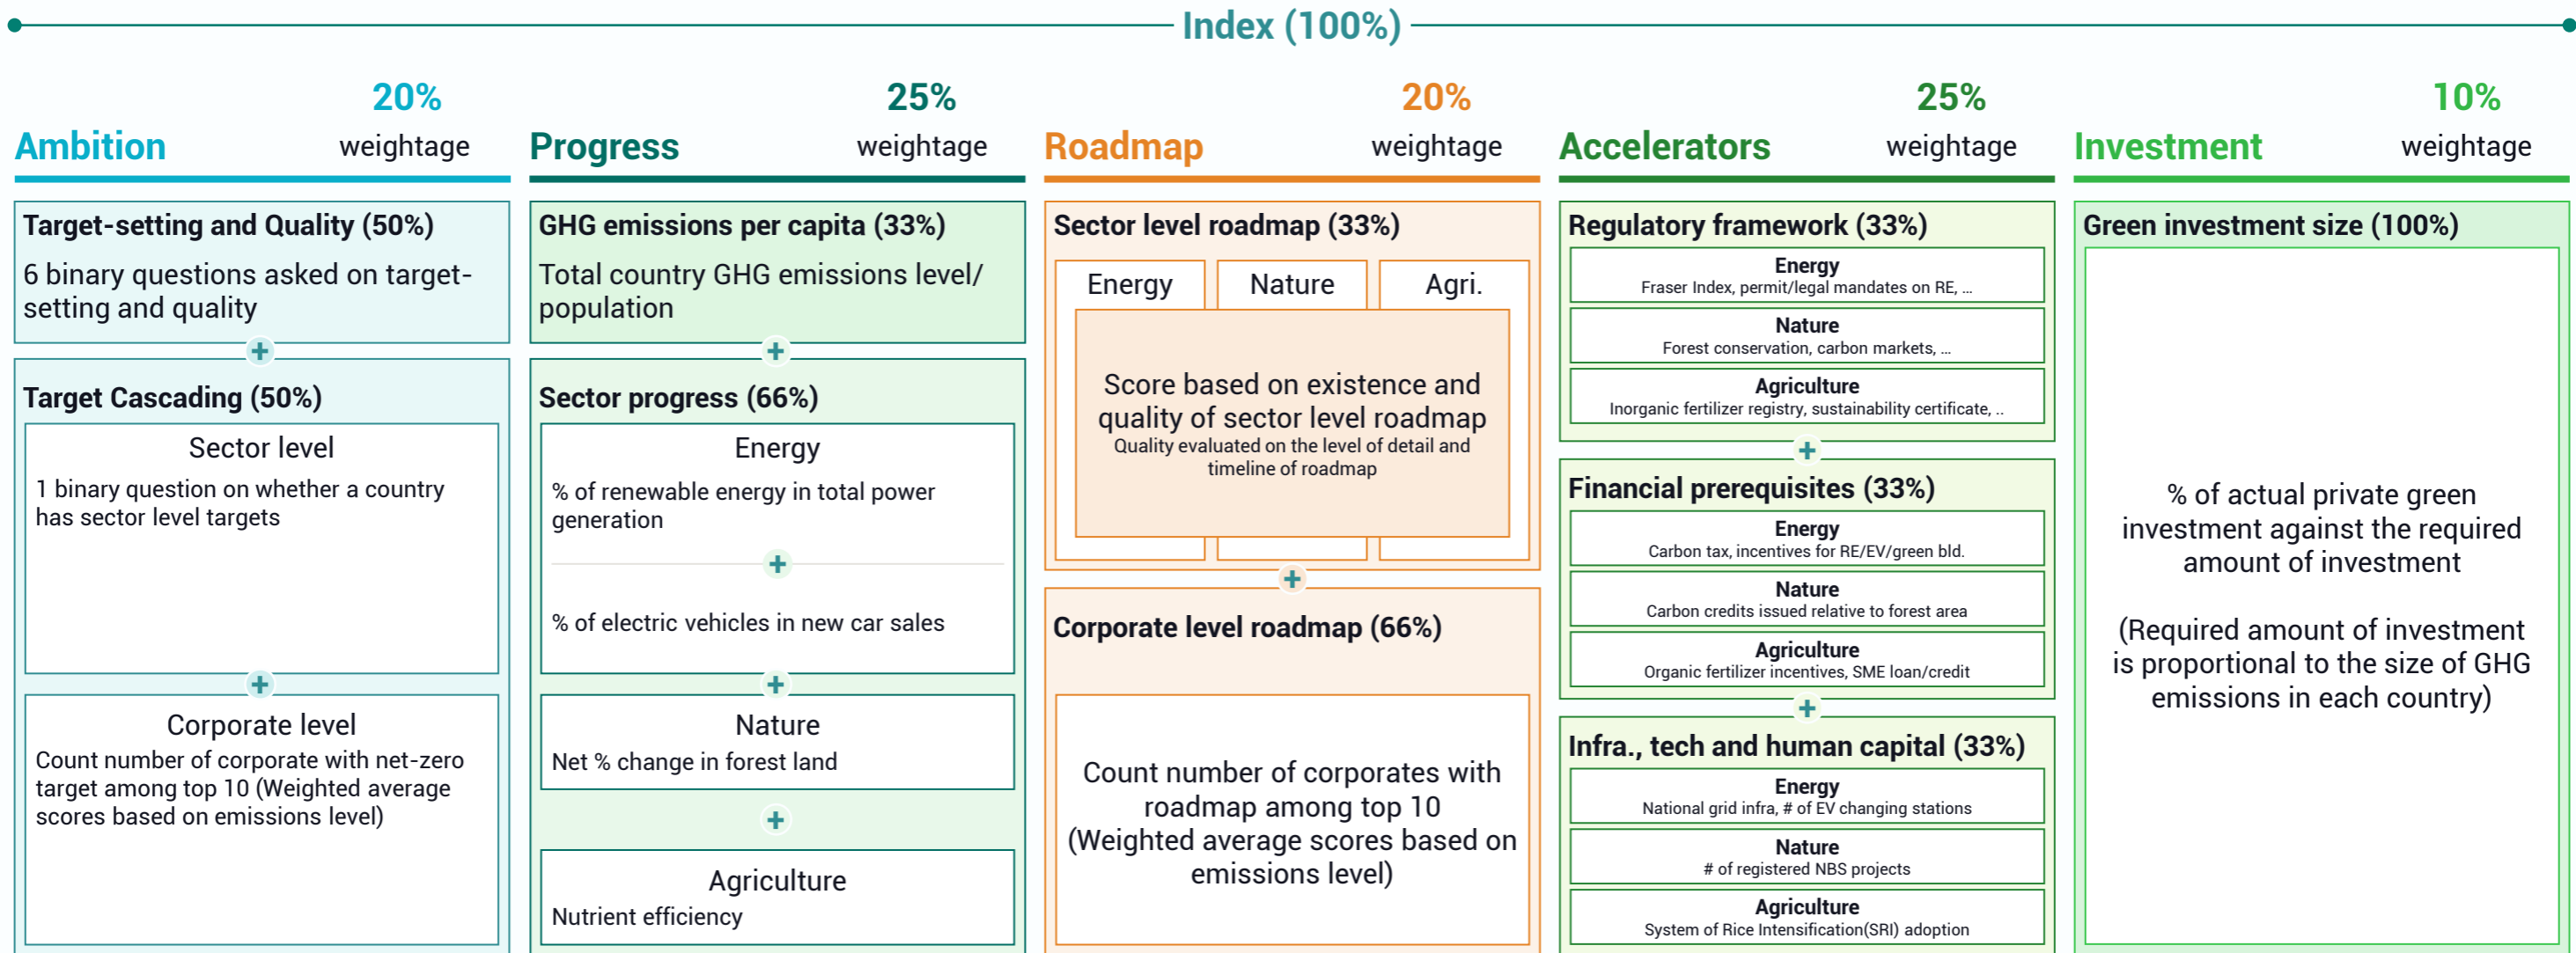 Index (100%)
20%
Ambition weightage
Target-setting and Quality (50%)
6 binary questions asked on target-
setting and quality
+
Target Cascading (50%)
Sector level
1 binary question on whether a country
has sector level targets
+
Corporate level
Count number of corporate with net-zero
target among top 10 (Weighted average
scores based on emissions level)
25%
Progress weightage
GHG emissions per capita (33%)
Total country GHG emissions level/
population
+
Sector progress (66%)
Energy
% of renewable energy in total power
generation
+
% of electric vehicles in new car sales
+
Nature
Net % change in forest land
+
Agriculture
Nutrient efficiency
20%
Roadmap weightage
Sector level roadmap (33%)
Energy Nature Agri.
Score based on existence and
quality of sector level roadmap
Quality evaluated on the level of detail and
timeline of roadmap
+
Corporate level roadmap (66%)
Count number of corporates with
roadmap among top 10
(Weighted average scores based on
emissions level)
25%
Accelerators weightage
Regulatory framework (33%)
Energy
Fraser Index, permit/legal mandates on RE, ...
Nature
Forest conservation, carbon markets, ...
Agriculture
Inorganic fertilizer registry, sustainability certificate, ..
+
Financial prerequisites (33%)
Energy
Carbon tax, incentives for RE/EV/green bld.
Nature
Carbon credits issued relative to forest area
Agriculture
Organic fertilizer incentives, SME loan/credit
+
Infra., tech and human capital (33%)
Energy
National grid infra, # of EV changing stations
Nature
# of registered NBS projects
Agriculture
System of Rice Intensification(SRI) adoption
10%
Investment weightage
Green investment size (100%)
% of actual private green
investment against the required
amount of investment
(Required amount of investment
is proportional to the size of GHG
emissions in each country)